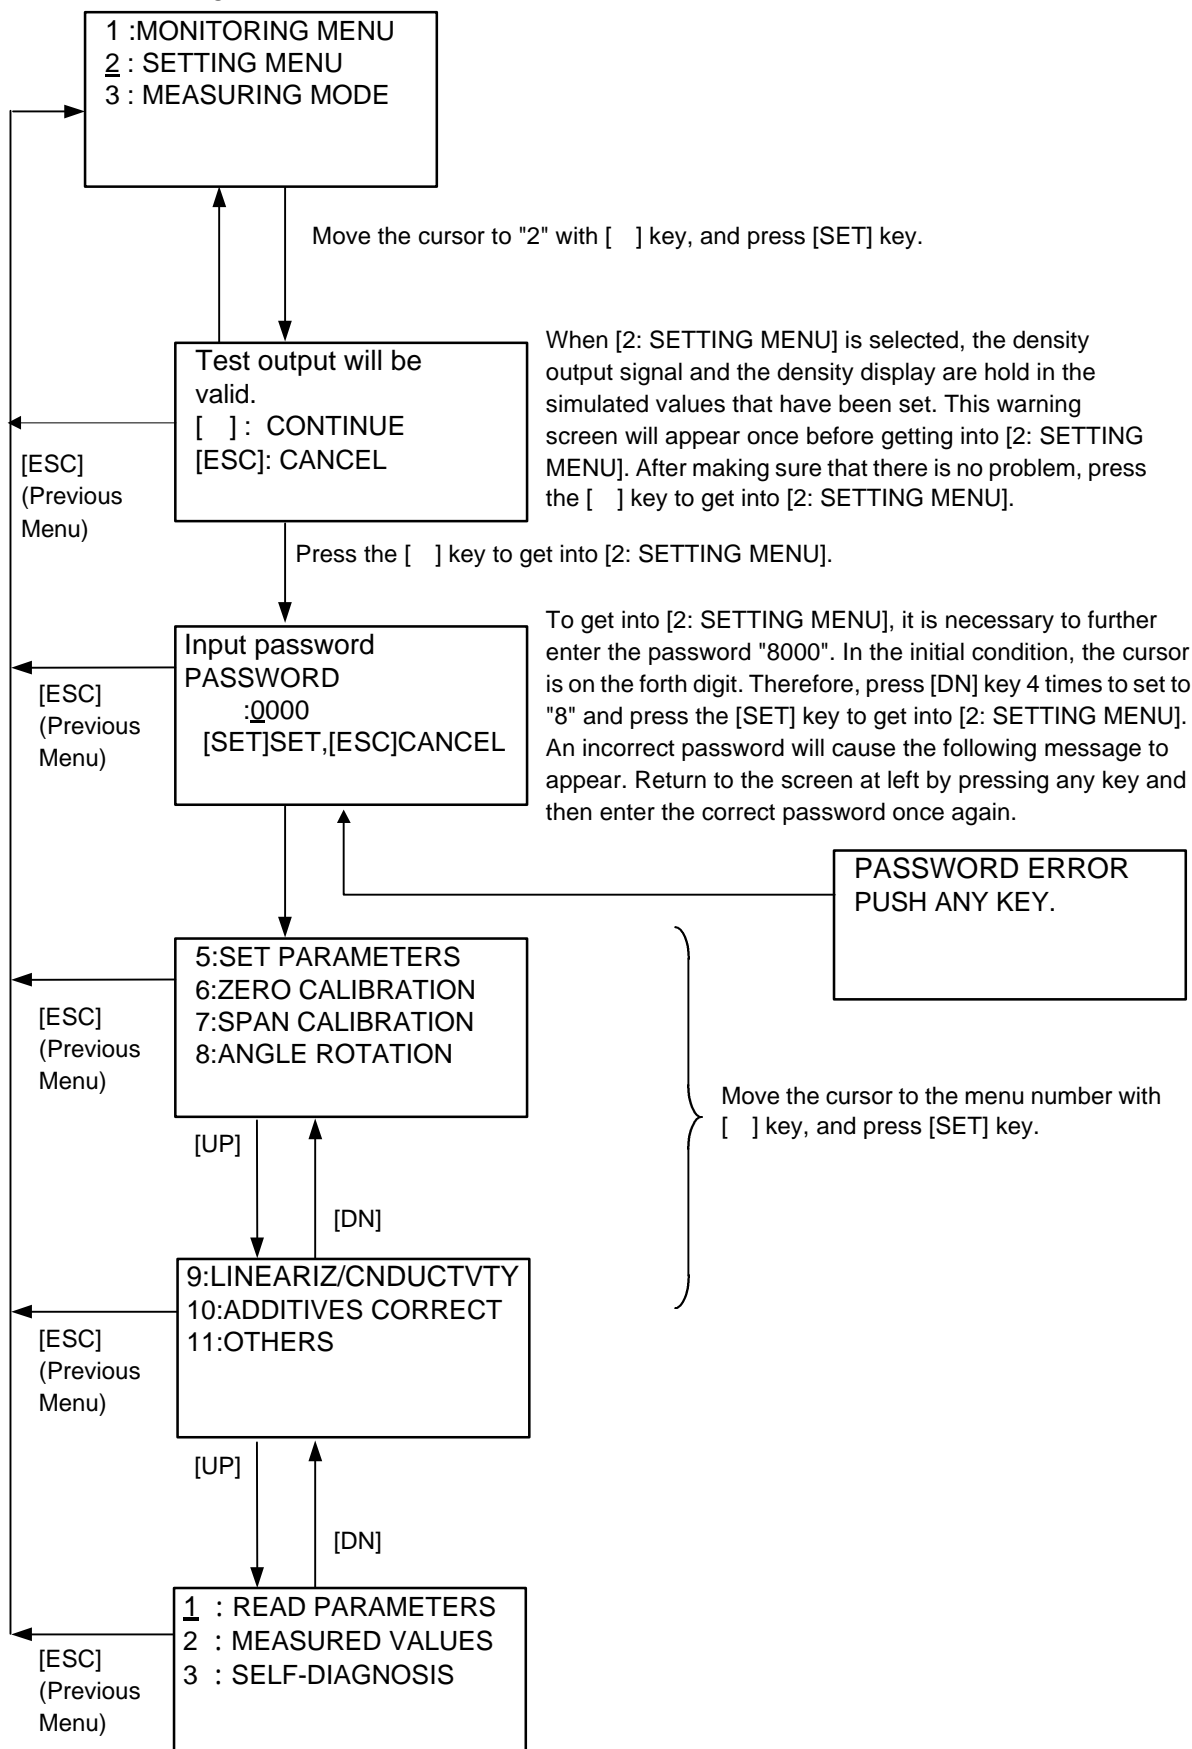 1 :MONITORING MENU
2 : SETTING MENU
3 : MEASURING MODE
Move the cursor to "2" with [   ] key, and press [SET] key.
Test output will be
valid.
[   ] :  CONTINUE
[ESC]: CANCEL
When [2: SETTING MENU] is selected, the density
output signal and the density display are hold in the
simulated values that have been set. This warning
screen will appear once before getting into [2: SETTING
MENU]. After making sure that there is no problem, press
the [   ] key to get into [2: SETTING MENU].
[ESC]
(Previous
Menu)
Press the [   ] key to get into [2: SETTING MENU].
Input password
PASSWORD
:0000
[SET]SET,[ESC]CANCEL
To get into [2: SETTING MENU], it is necessary to further
enter the password "8000". In the initial condition, the cursor
is on the forth digit. Therefore, press [DN] key 4 times to set to
"8" and press the [SET] key to get into [2: SETTING MENU].
An incorrect password will cause the following message to
appear. Return to the screen at left by pressing any key and
then enter the correct password once again.
[ESC]
(Previous
Menu)
PASSWORD ERROR
PUSH ANY KEY.
5:SET PARAMETERS
6:ZERO CALIBRATION
7:SPAN CALIBRATION
8:ANGLE ROTATION
[ESC]
(Previous
Menu)
Move the cursor to the menu number with
[   ] key, and press [SET] key.
[UP]
[DN]
9:LINEARIZ/CNDUCTVTY
10:ADDITIVES CORRECT
11:OTHERS
[ESC]
(Previous
Menu)
[UP]
[DN]
1 : READ PARAMETERS
2 : MEASURED VALUES
3 : SELF-DIAGNOSIS
[ESC]
(Previous
Menu)